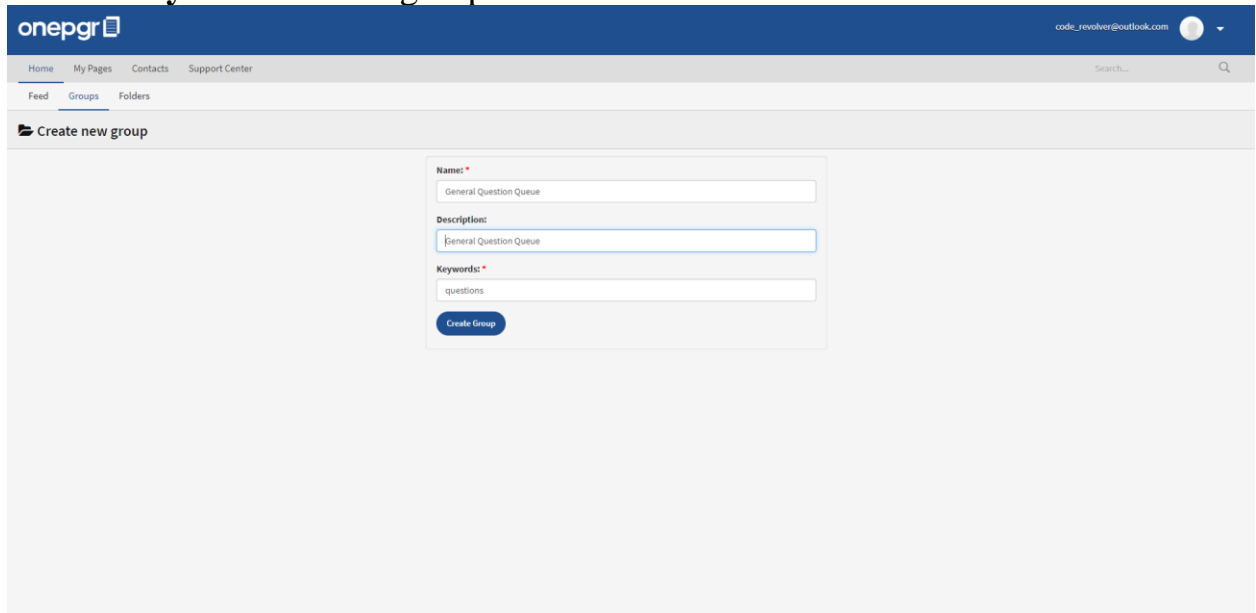 onepgr
code_revolver@outlook.com
Home My Pages Contacts Support Center
Search...
Feed Groups Folders
Create new group
Name: *
General Question Queue
Description:
General Question Queue
Keywords: *
questions
Create Group